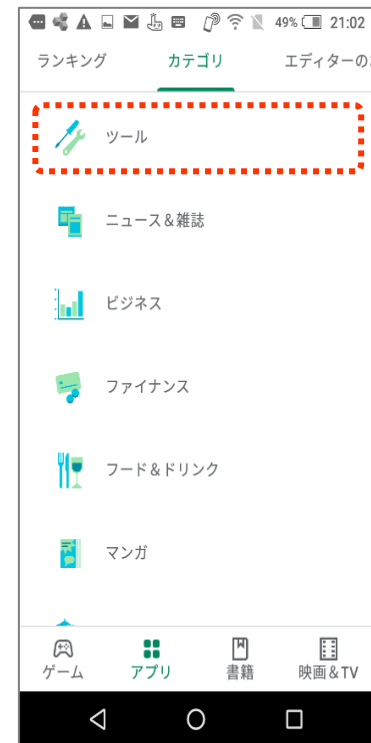 49% 21:02
ランキング カテゴリ エディターのお
ツール
ニュース＆雑誌
ビジネス
ファイナンス
フード＆ドリンク
マンガ
ゲーム アプリ 書籍 映画＆TV